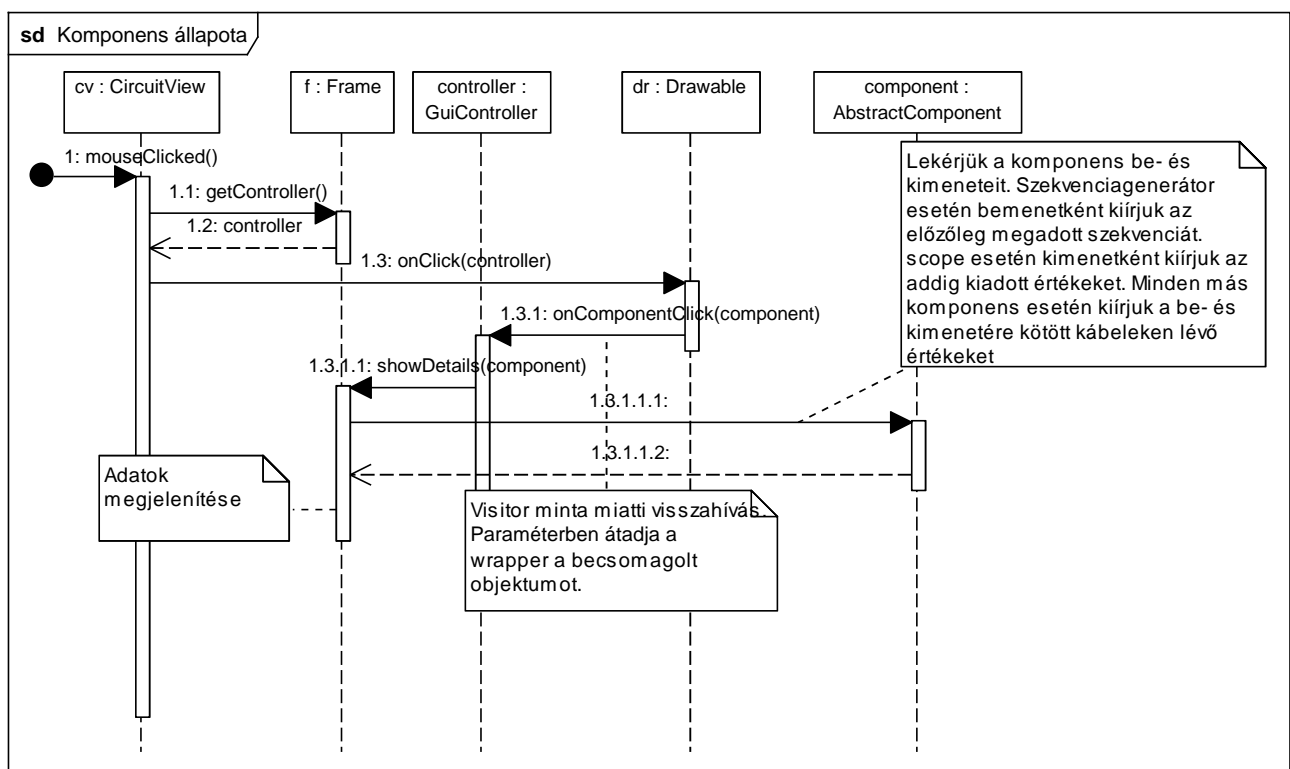 sd Komponens állapota
cv : CircuitView
f : Frame
controller :
GuiController
dr : Drawable
component :
AbstractComponent
1: mouseClicked()
1.1: getController()
1.2: controller
1.3: onClick(controller)
1.3.1: onComponentClick(component)
1.3.1.1: showDetails(component)
1.3.1.1.1:
1.3.1.1.2:
Lekérjük a komponens be- és
kimeneteit. Szekvenciagenerátor
esetén bemenetként kiírjuk az
előzőleg megadott szekvenciát.
scope esetén kimenetként kiírjuk az
addig kiadott értékeket. Minden más
komponens esetén kiírjuk a be- és
kimenetére kötött kábeleken lévő
értékeket
Adatok
megjelenítése
Visitor minta miatti visszahívás.
Paraméterben átadja a
wrapper a becsomagolt
objektumot.